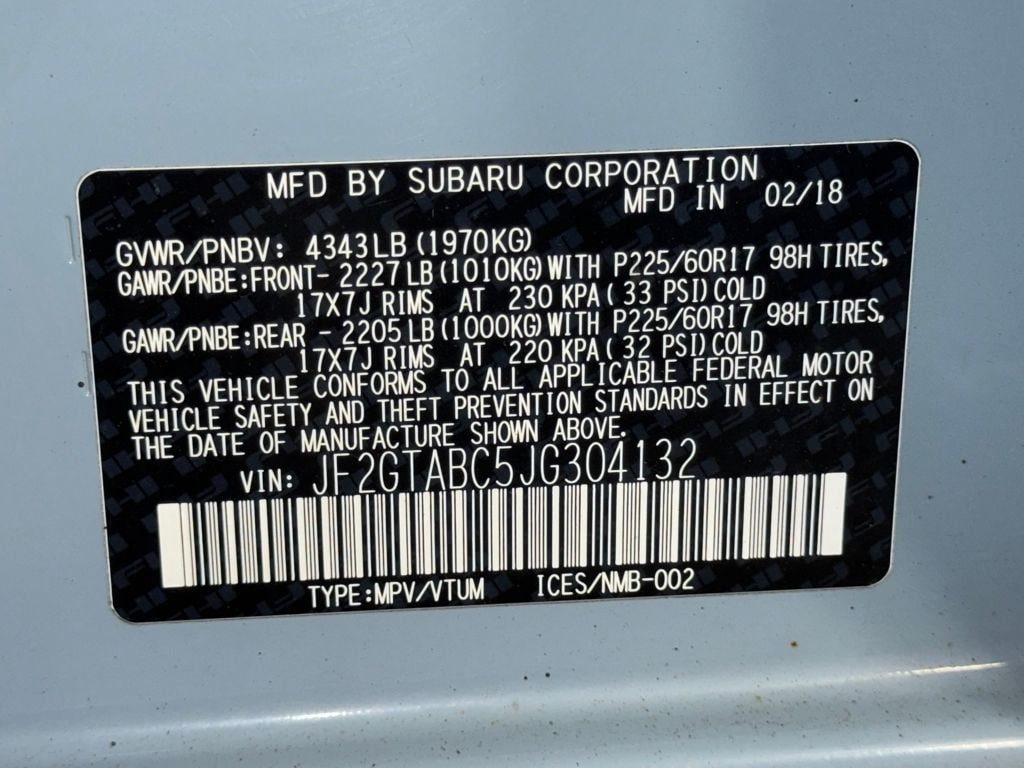 MFD BY SUBARU CORPORATION
MFD IN 02/18
GVWR/PNBV: 4343LB(1970KG)
GAWR/PNBE:FRONT- 2227LB(1010KG)WITH P225/60R17 98H TIRES,
17X7J RIMS AT 230 KPA( 33 PSI)COLD
GAWR/PNBE:REAR - 2205LB(1000KG)WITH P225/60R17 98H TIRES,
17X7J RIMS AT 220 KPA( 32 PSI)COLD
THIS VEHICLE CONFORMS TO ALL APPLICABLE FEDERAL MOTOR
VEHICLE SAFETY AND THEFT PREVENTION STANDARDS IN EFFECT ON
THE DATE OF MANUFACTURE SHOWN ABOVE.
VIN: JF2GTABC5JG304132
TYPE:MPV/VTUM ICES/NMB-002